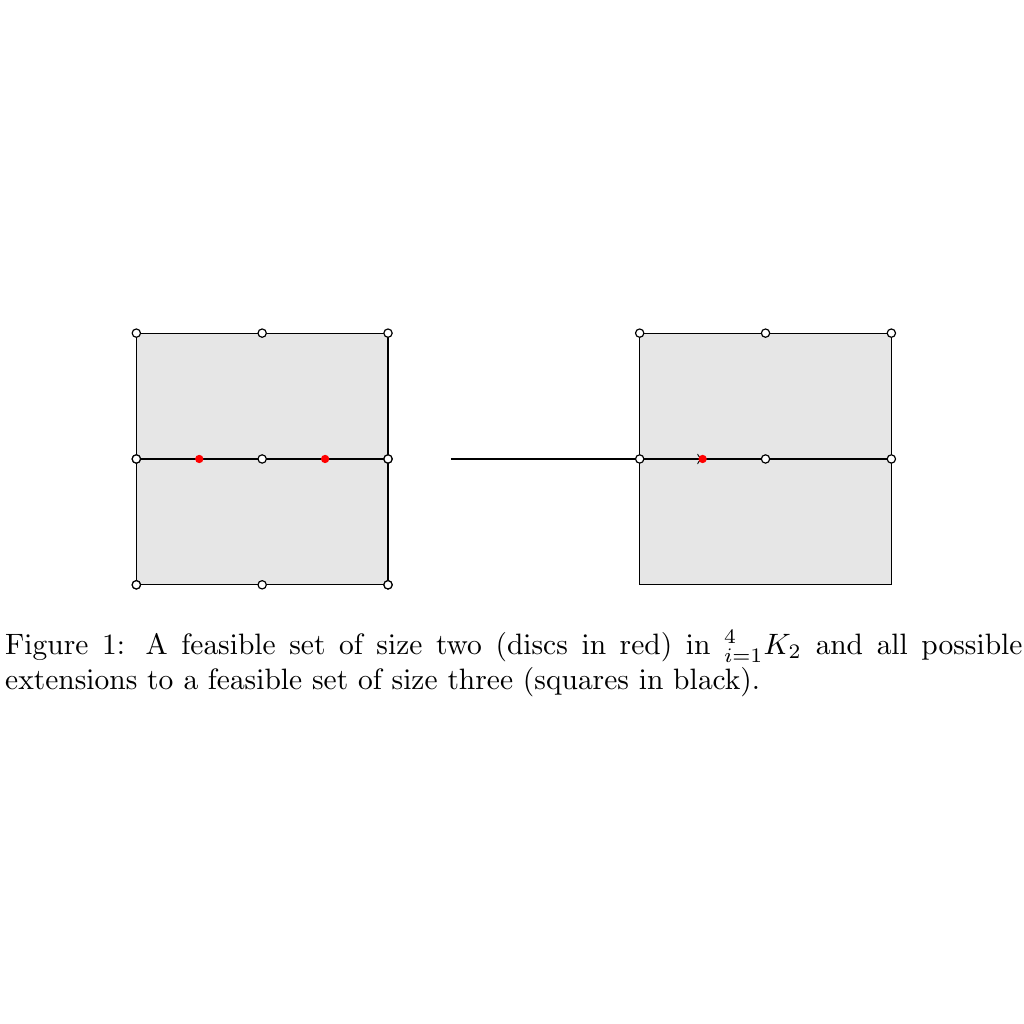 Figure 1: A feasible set of size two (discs in red) in $_{i=1}^{4}K_2$ and all possible
extensions to a feasible set of size three (squares in black).